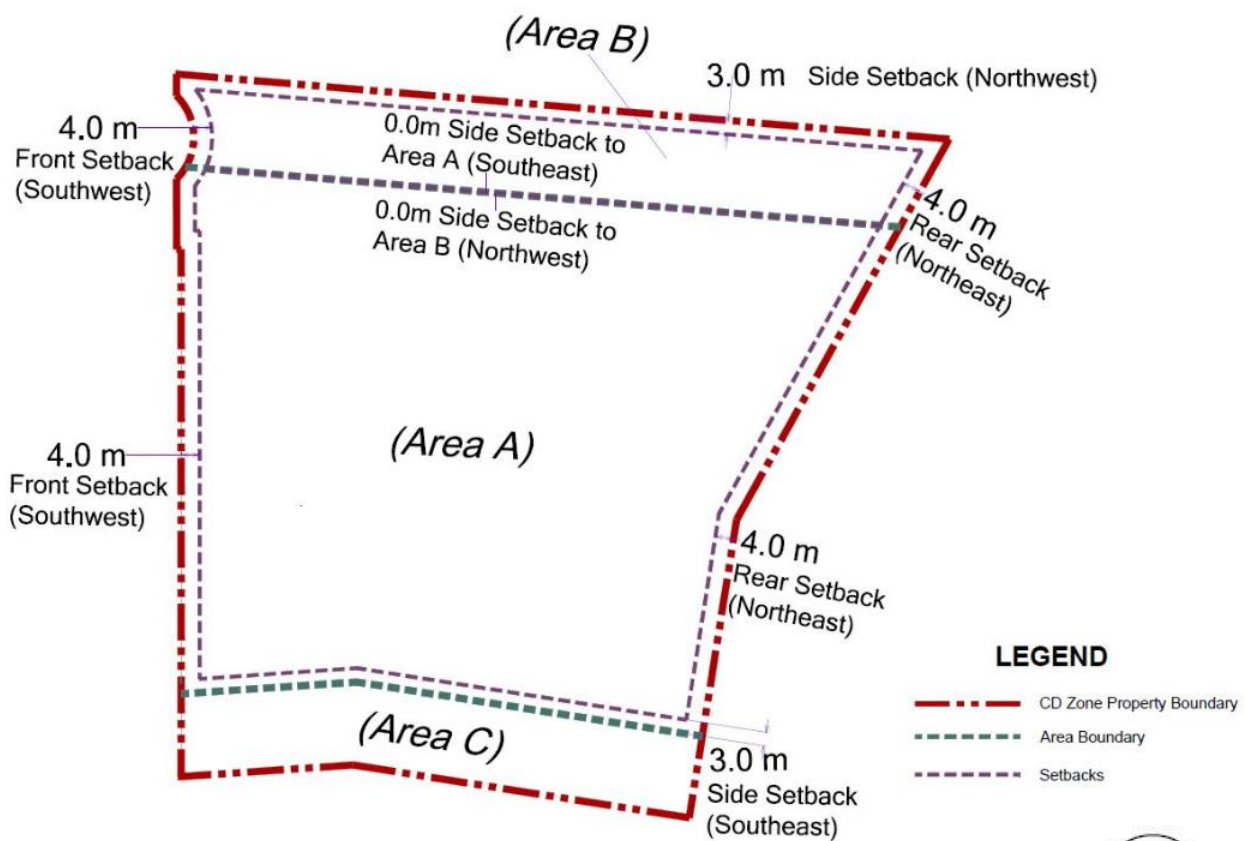 (Area B)
3.0 m Side Setback (Northwest)
4.0 m
Front Setback
(Southwest)
0.0m Side Setback to
Area A (Southeast)
0.0m Side Setback to
Area B (Northwest)
4.0 m
Rear Setback
(Northeast)
(Area A)
4.0 m
Front Setback
(Southwest)
4.0 m
Rear Setback
(Northeast)
(Area C)
3.0 m
Side Setback
(Southeast)
LEGEND
CD Zone Property Boundary
Area Boundary
Setbacks